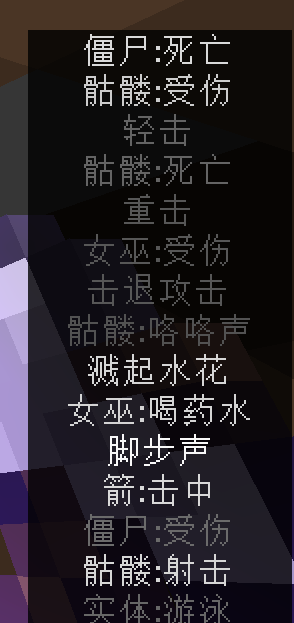 僵尸:死亡
骷髅:受伤
轻击
骷髅:死亡
重击
女巫:受伤
击退攻击
骷髅:咯咯声
溅起水花
女巫:喝药水
脚步声
箭:击中
僵尸:受伤
骷髅:射击
实体:游泳